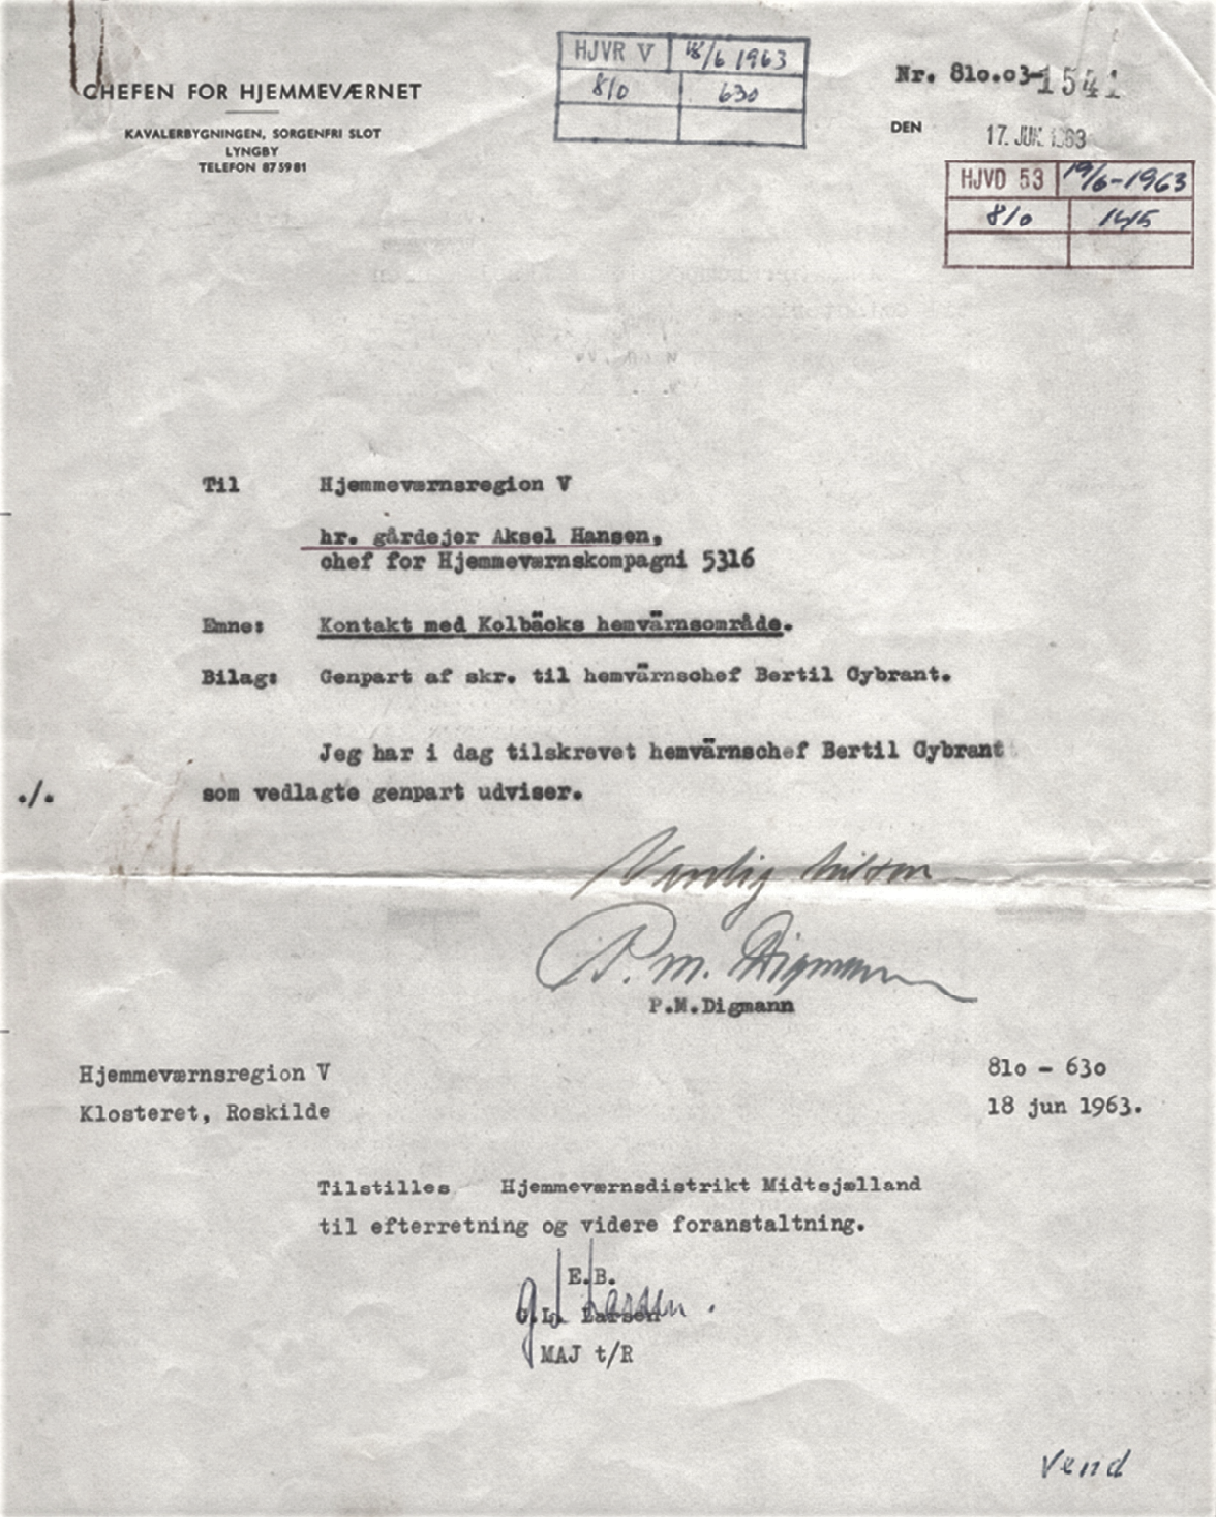 CHEFEN FOR HJEMMEVÆRNET
KAVALERBYGNINGEN, SORGENFRI SLOT
LYNGBY
TELEFON 875981
HJVR V 18/6 1963
810 630
Nr. 810.03-1541
DEN 17. JUN. 1963
HJVD 53 19/6-1963
810 1415
Til Hjemmeværnsregion V
hr. gårdejer Aksel Hansen,
chef for Hjemmeværnskompagni 5316
Emne: Kontakt med Kolbäcks hemvärnsområde.
Bilag: Genpart af skr. til hemvärnschef Bertil Gybrant.
Jeg har i dag tilskrevet hemvärnschef Bertil Gybrant
./. som vedlagte genpart udviser.
Venlig hilsen
P.M. Digmann
P.M.Digmann
Hjemmeværnsregion V 810 - 630
Klosteret, Roskilde 18 jun 1963.
Tilstilles Hjemmeværnsdistrikt Midtsjælland
til efterretning og videre foranstaltning.
E.B.
G.L. Larsen
MAJ t/R
Vend